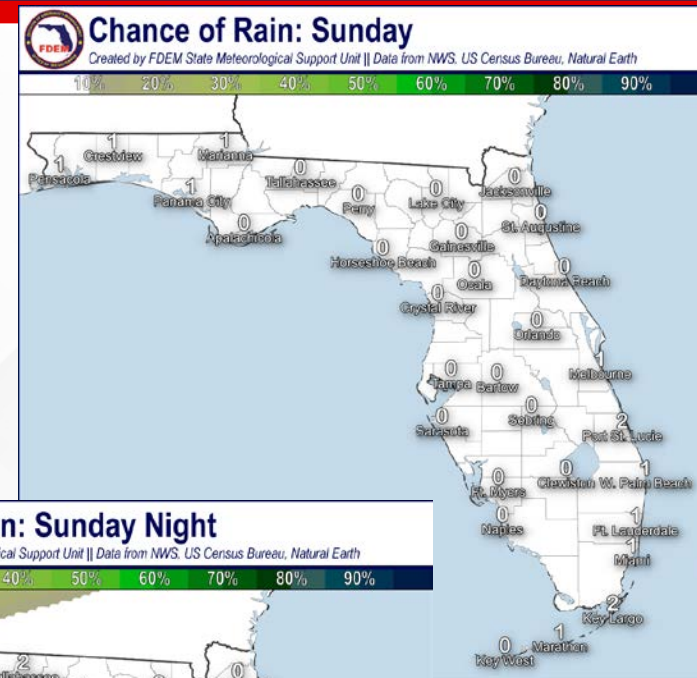 Chance of Rain: Sunday
FDEM
Created by FDEM State Meteorological Support Unit || Data from NWS, US Census Bureau, Natural Earth
10% 20% 30% 40% 50% 60% 70% 80% 90%
1
Pensacola
1
Crestview
1
Marianna
1
Panama City
0
Tallahassee
0
Apalachicola
0
Perry
0
Lake City
0
Jacksonville
0
St. Augustine
0
Gainesville
0
Horseshoe Beach
0
Ocala
0
Daytona Beach
0
Crystal River
0
Orlando
0
Tampa
0
Bartow
1
Melbourne
0
Sebring
0
Sarasota
2
Port St. Lucie
0
Ft. Myers
0
Clewiston
1
W. Palm Beach
0
Naples
1
Ft. Lauderdale
1
Miami
2
Key Largo
1
Marathon
0
Key West
n: Sunday Night
cal Support Unit || Data from NWS, US Census Bureau, Natural Earth
40% 50% 60% 70% 80% 90%
2
0